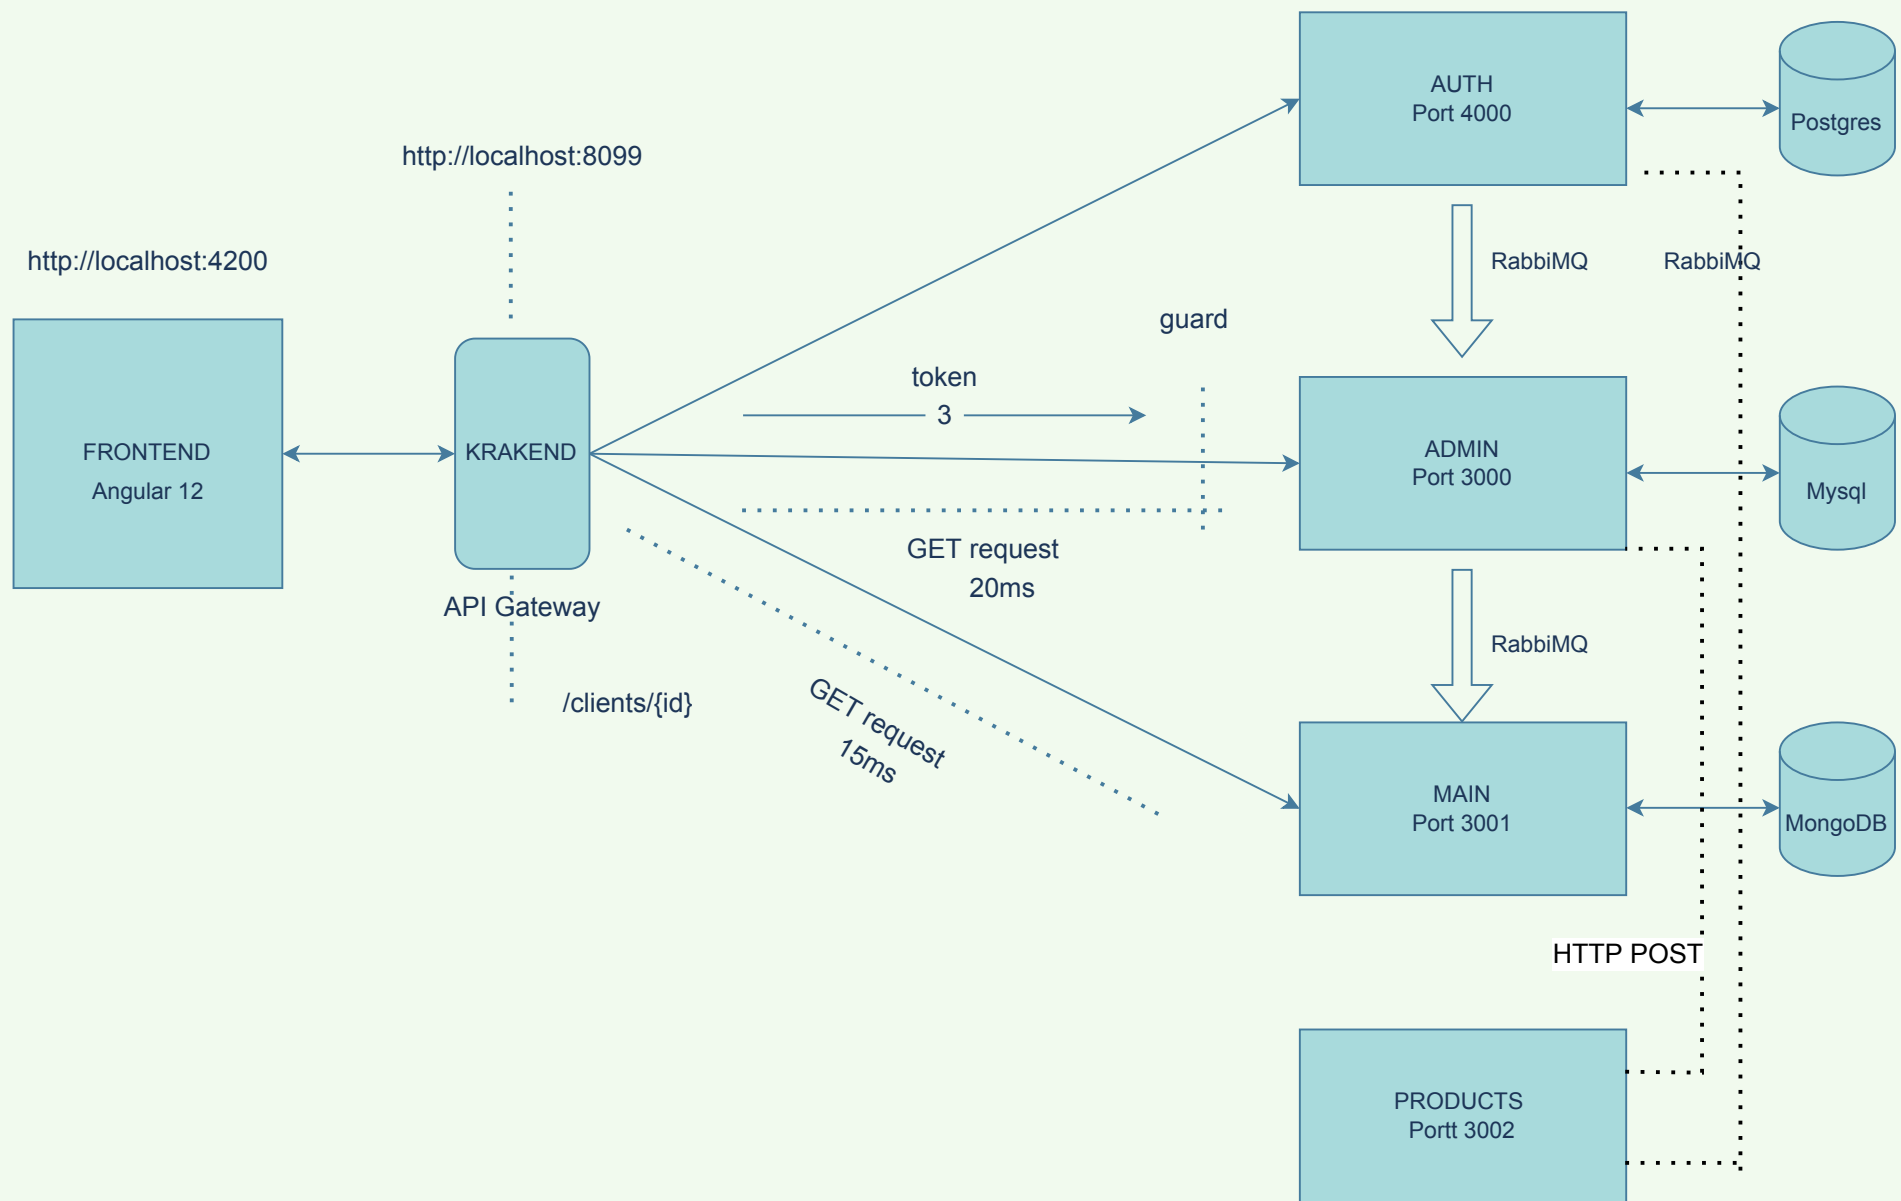 AUTH
Port 4000
Postgres
http://localhost:8099
http://localhost:4200
RabbiMQ
RabbiMQ
guard
token
3
FRONTEND
Angular 12
KRAKEND
ADMIN
Port 3000
Mysql
GET request
20ms
API Gateway
/clients/{id}
RabbiMQ
GET request
15ms
MAIN
Port 3001
MongoDB
HTTP POST
PRODUCTS
Portt 3002